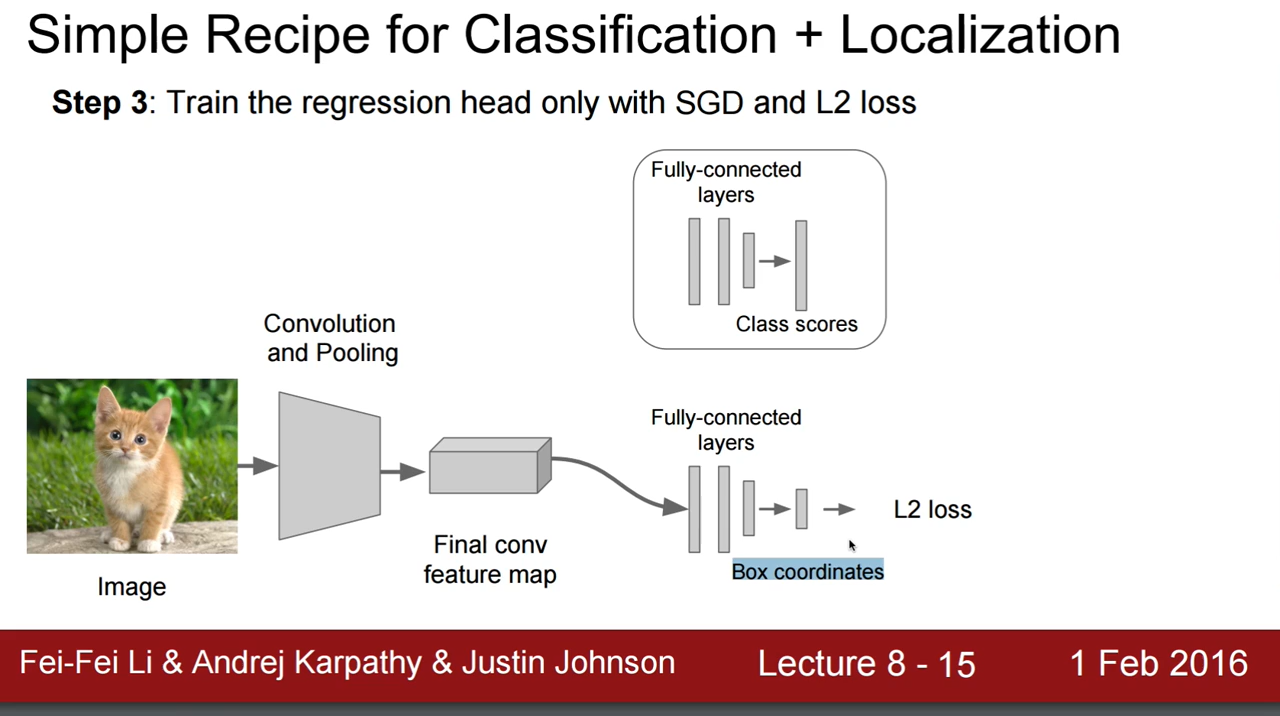 Simple Recipe for Classification + Localization
Step 3: Train the regression head only with SGD and L2 loss
Fully-connected
layers
Class scores
Convolution
and Pooling
Fully-connected
layers
L2 loss
Final conv
feature map
Box coordinates
Image
Fei-Fei Li & Andrej Karpathy & Justin Johnson
Lecture 8 - 15
1 Feb 2016